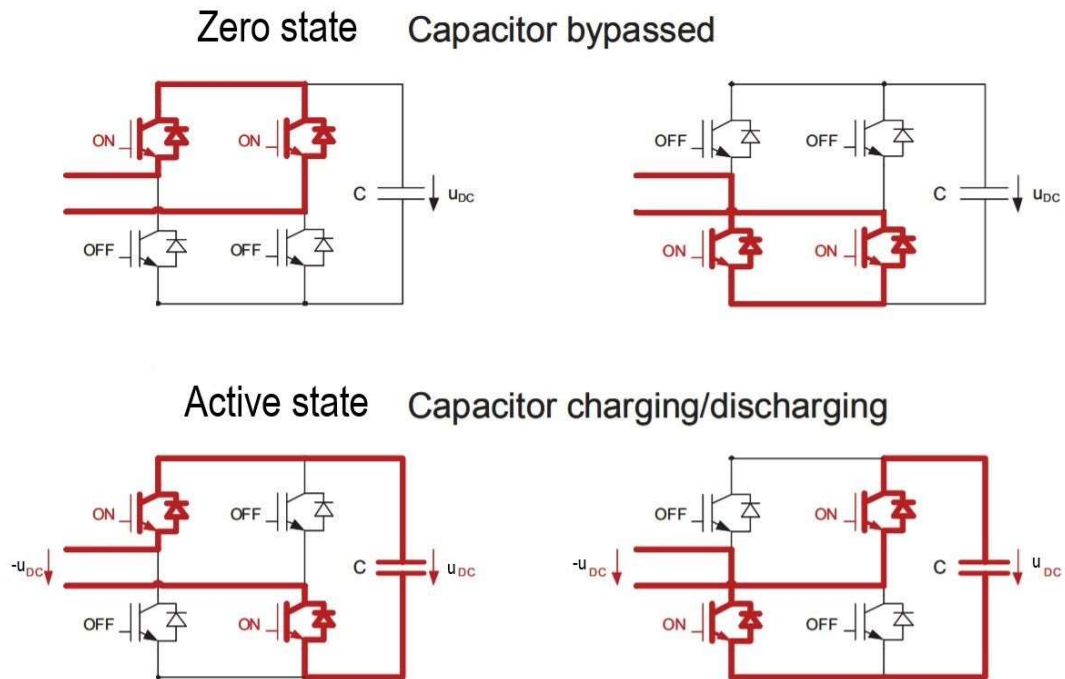 Zero state Capacitor bypassed
ON ON C uDC
OFF OFF
OFF OFF C uDC
ON ON
Active state Capacitor charging/discharging
ON OFF
-uDC C uDC
OFF ON
OFF ON
-uDC C uDC
ON OFF